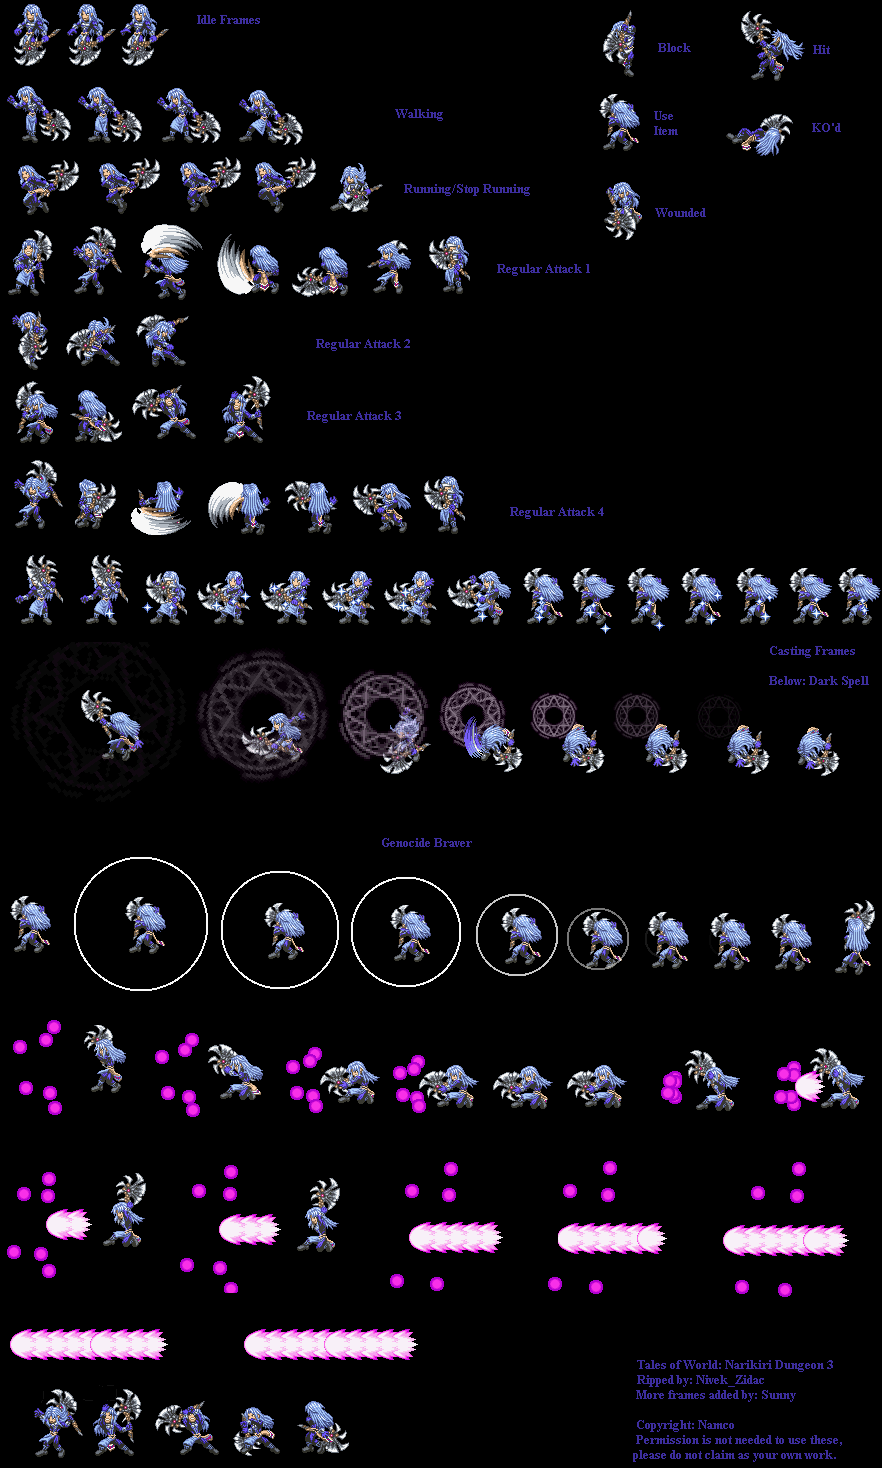 Idle Frames
Block
Hit
Walking
Use
Item
KO'd
Running/Stop Running
Wounded
Regular Attack 1
Regular Attack 2
Regular Attack 3
Regular Attack 4
Casting Frames
Below: Dark Spell
Genocide Braver
Tales of World: Narikiri Dungeon 3
Ripped by: Nivek_Zidac
More frames added by: Sunny
Copyright: Namco
Permission is not needed to use these,
please do not claim as your own work.